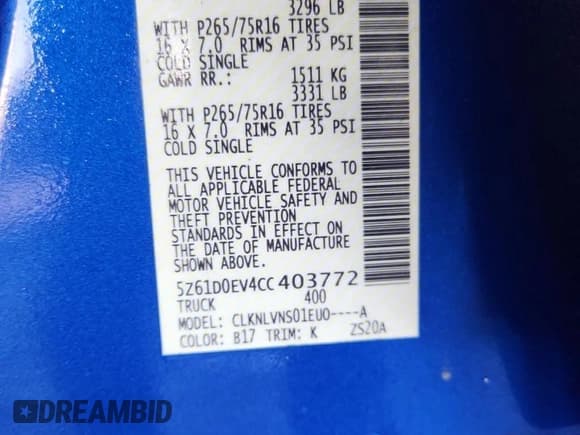 3296 LB
WITH P265/75R16 TIRES
16 X 7.0 RIMS AT 35 PSI
COLD SINGLE
GAWR RR.: 1511 KG
3331 LB
WITH P265/75R16 TIRES
16 X 7.0 RIMS AT 35 PSI
COLD SINGLE
THIS VEHICLE CONFORMS TO
ALL APPLICABLE FEDERAL
MOTOR VEHICLE SAFETY AND
THEFT PREVENTION
STANDARDS IN EFFECT ON
THE DATE OF MANUFACTURE
SHOWN ABOVE.
5Z61D0EV4CC403772
TRUCK 400
MODEL: CLKNLVNS01EU0----A
COLOR: B17 TRIM: K ZS20A
DREAMBID